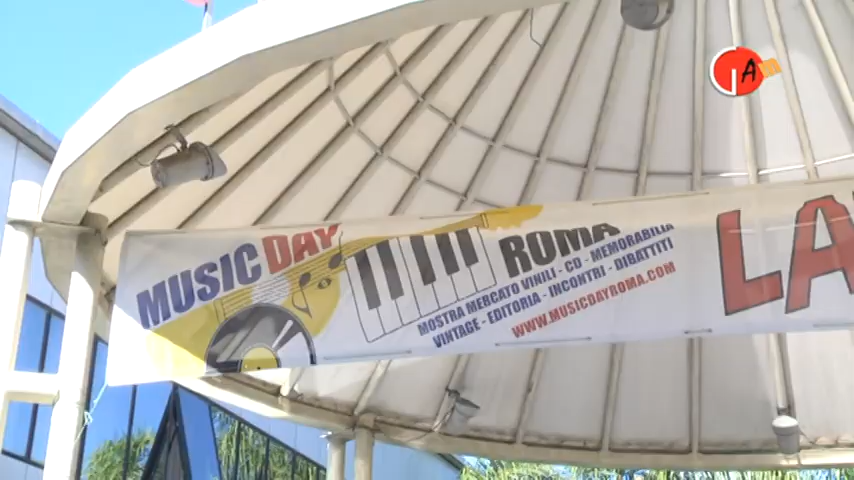 MUSIC DAY
ROMA
MOSTRA MERCATO VINILI - CD - MEMORABILIA
VINTAGE - EDITORIA - INCONTRI - DIBATTITI
WWW.MUSICDAYROMA.COM
LA